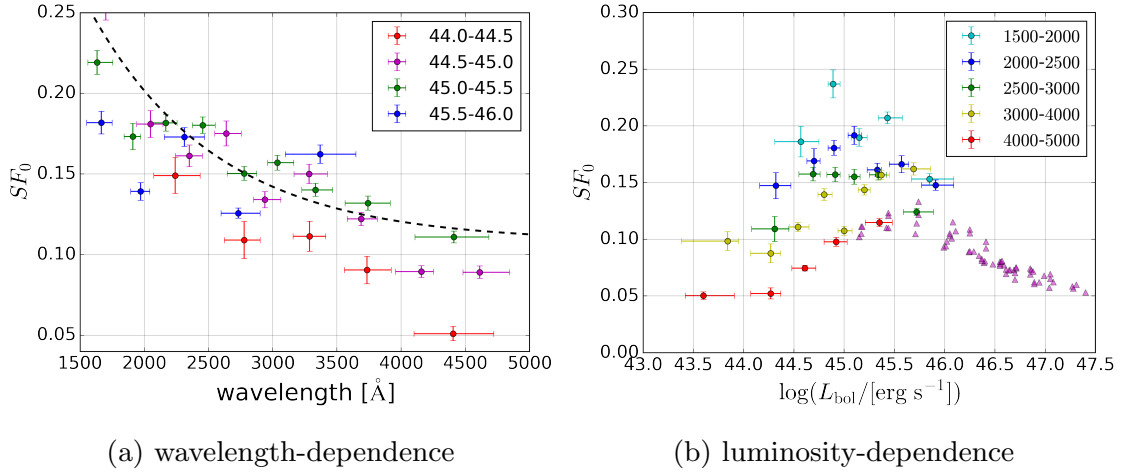 0.25
0.20
0.15
0.10
0.05
SF₀
44.0-44.5
44.5-45.0
45.0-45.5
45.5-46.0
1500 2000 2500 3000 3500 4000 4500 5000
wavelength [Å]
(a) wavelength-dependence
0.30
0.25
0.20
0.15
0.10
0.05
0.00
SF₀
1500-2000
2000-2500
2500-3000
3000-4000
4000-5000
43.0 43.5 44.0 44.5 45.0 45.5 46.0 46.5 47.0 47.5
log(L_bol/[erg s⁻¹])
(b) luminosity-dependence